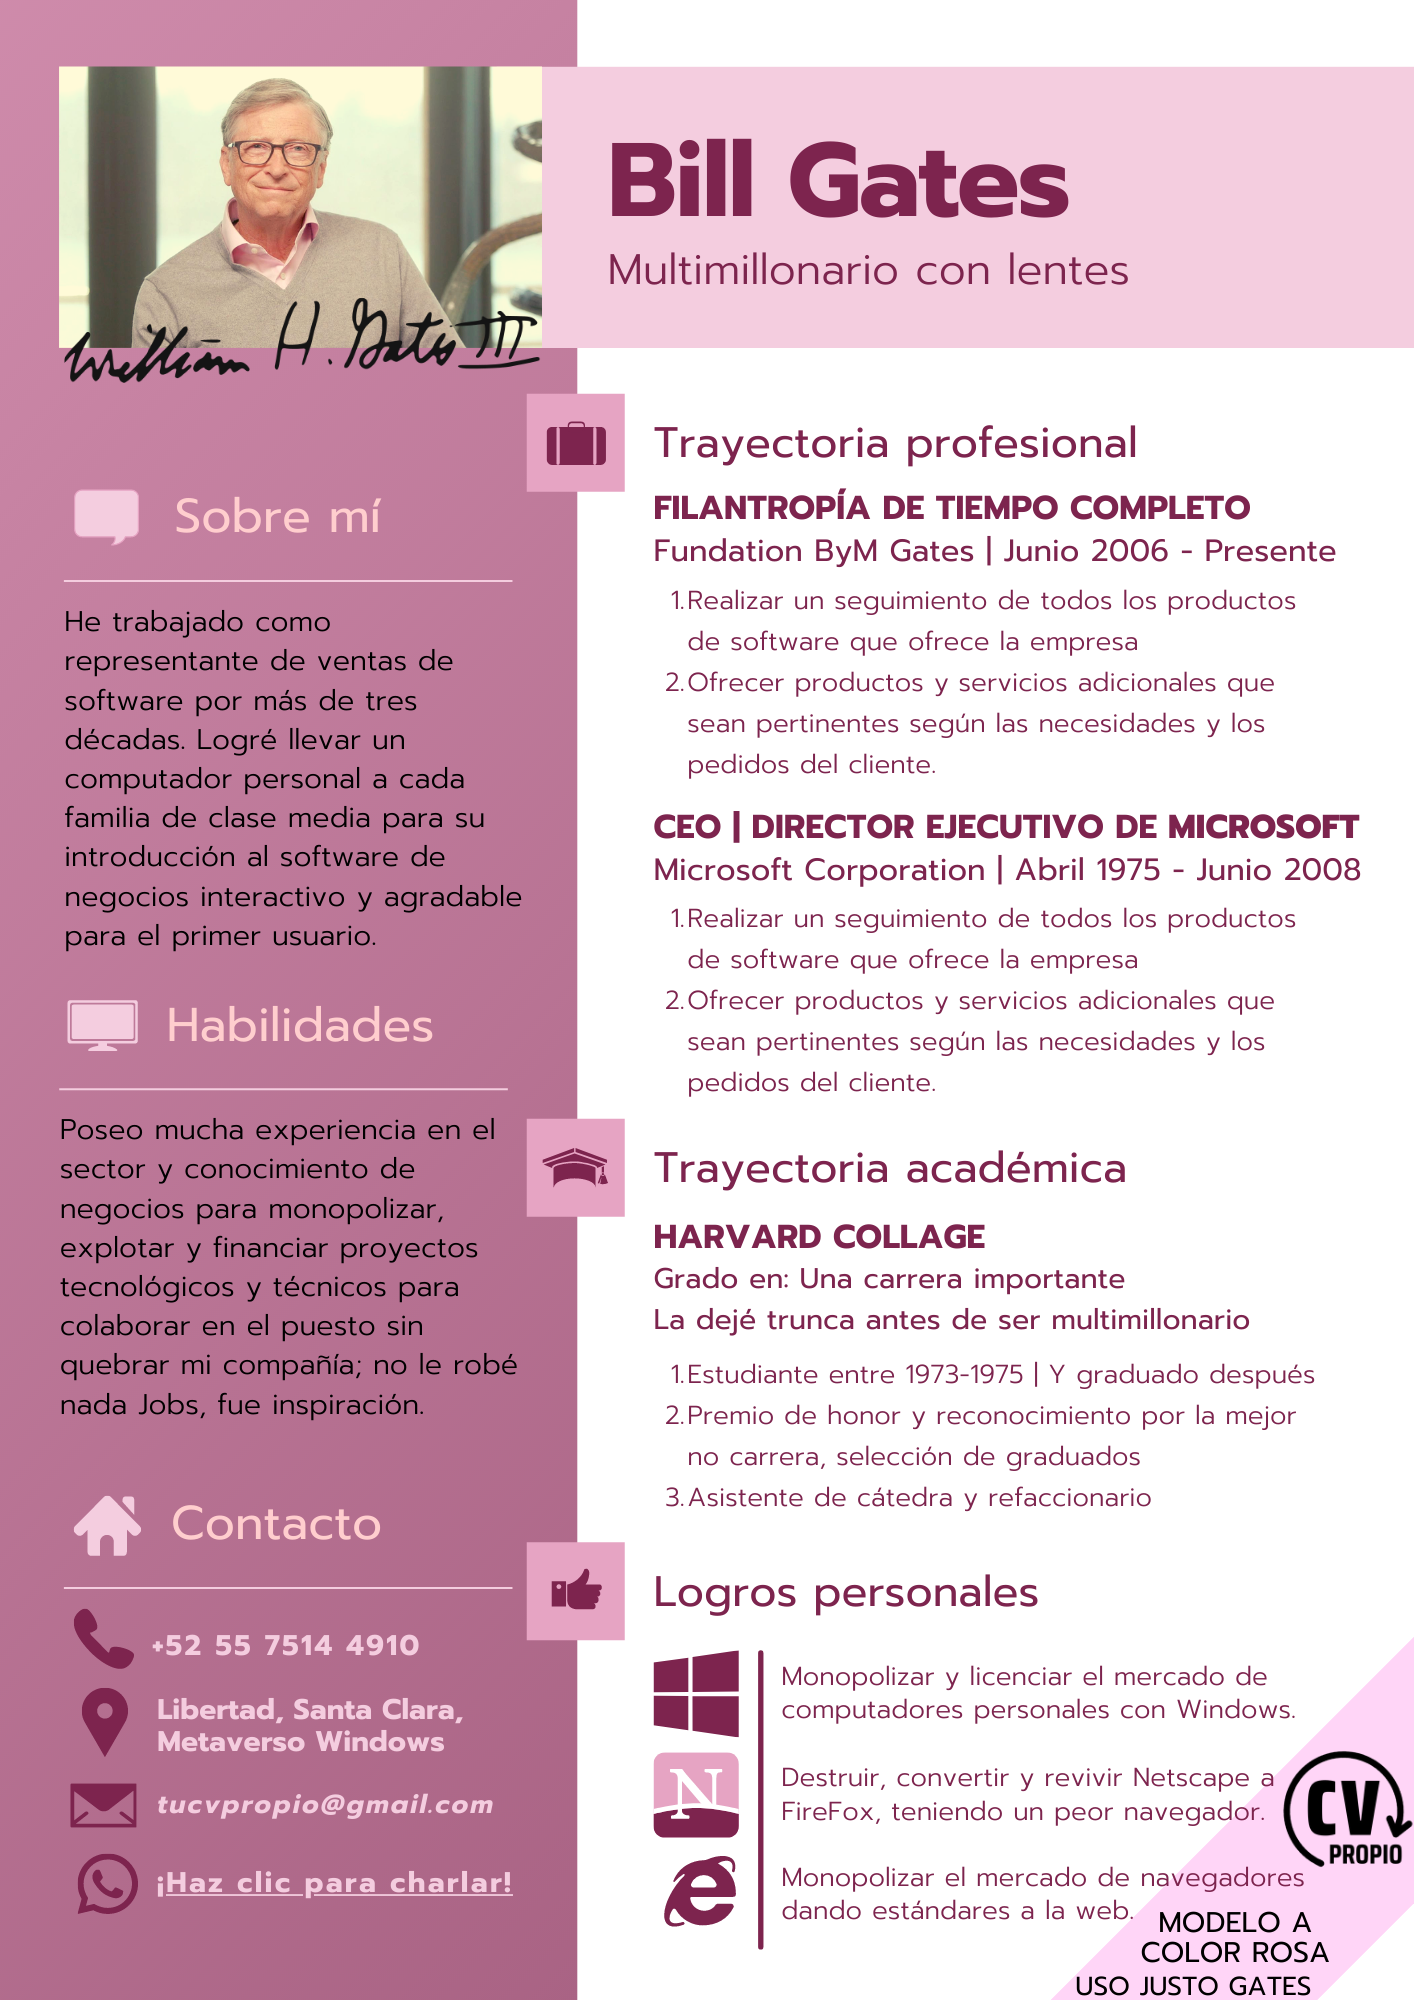 Bill Gates
Multimillonario con lentes
William H. Gates III
Sobre mí
He trabajado como
representante de ventas de
software por más de tres
décadas. Logré llevar un
computador personal a cada
familia de clase media para su
introducción al software de
negocios interactivo y agradable
para el primer usuario.
Habilidades
Poseo mucha experiencia en el
sector y conocimiento de
negocios para monopolizar,
explotar y financiar proyectos
tecnológicos y técnicos para
colaborar en el puesto sin
quebrar mi compañía; no le robé
nada Jobs, fue inspiración.
Contacto
+52 55 7514 4910
Libertad, Santa Clara,
Metaverso Windows
tucvpropio@gmail.com
¡Haz clic para charlar!
Trayectoria profesional
FILANTROPÍA DE TIEMPO COMPLETO
Fundation ByM Gates | Junio 2006 - Presente
1. Realizar un seguimiento de todos los productos
de software que ofrece la empresa
2. Ofrecer productos y servicios adicionales que
sean pertinentes según las necesidades y los
pedidos del cliente.
CEO | DIRECTOR EJECUTIVO DE MICROSOFT
Microsoft Corporation | Abril 1975 - Junio 2008
1. Realizar un seguimiento de todos los productos
de software que ofrece la empresa
2. Ofrecer productos y servicios adicionales que
sean pertinentes según las necesidades y los
pedidos del cliente.
Trayectoria académica
HARVARD COLLAGE
Grado en: Una carrera importante
La dejé trunca antes de ser multimillonario
1. Estudiante entre 1973-1975 | Y graduado después
2. Premio de honor y reconocimiento por la mejor
no carrera, selección de graduados
3. Asistente de cátedra y refaccionario
Logros personales
Monopolizar y licenciar el mercado de
computadores personales con Windows.
N
Destruir, convertir y revivir Netscape a
FireFox, teniendo un peor navegador.
Monopolizar el mercado de navegadores
dando estándares a la web.
CV
PROPIO
MODELO A
COLOR ROSA
USO JUSTO GATES